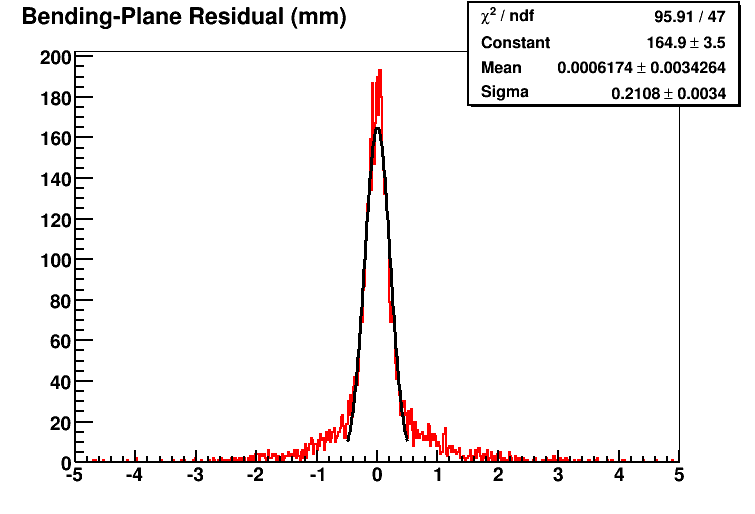 Bending-Plane Residual (mm)
χ² / ndf 95.91 / 47
Constant 164.9 ± 3.5
Mean 0.0006174 ± 0.0034264
Sigma 0.2108 ± 0.0034
200
180
160
140
120
100
80
60
40
20
0
-5 -4 -3 -2 -1 0 1 2 3 4 5